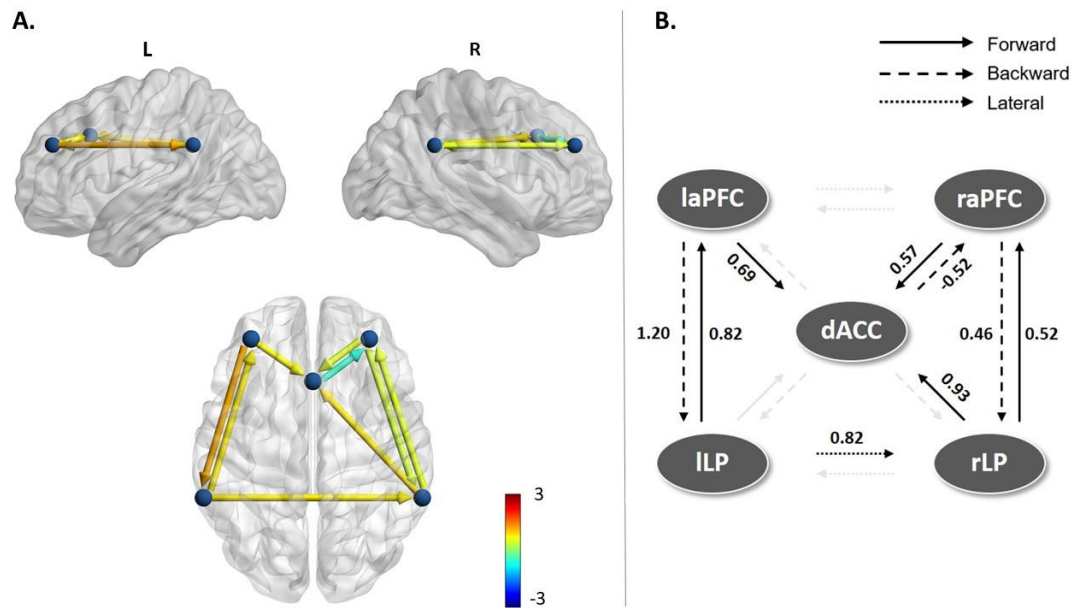 A.
L
R
3
-3
B.
Forward
Backward
Lateral
laPFC
raPFC
0.69
0.57
-0.52
1.20
0.82
dACC
0.46
0.52
0.93
0.82
lLP
rLP